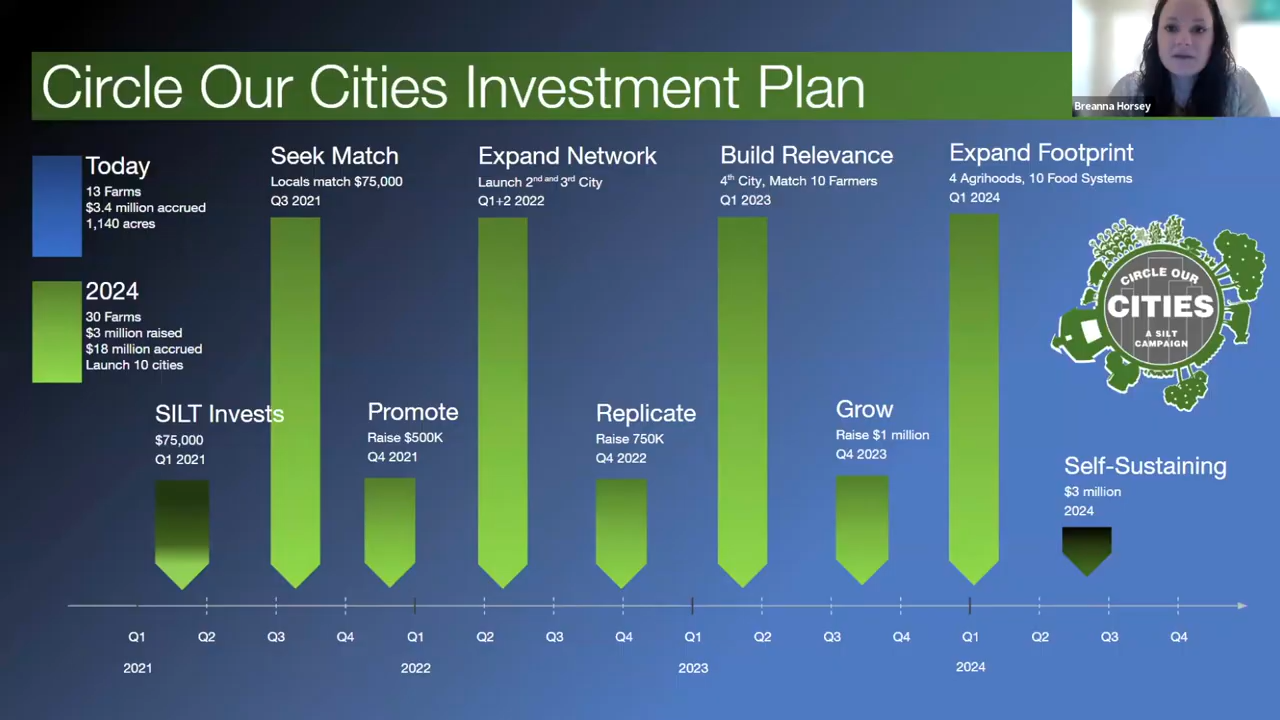 Circle Our Cities Investment Plan
Breanna Horsey
Today
13 Farms
$3.4 million accrued
1,140 acres
2024
30 Farms
$3 million raised
$18 million accrued
Launch 10 cities
Seek Match
Locals match $75,000
Q3 2021
Expand Network
Launch 2nd and 3rd City
Q1+2 2022
Build Relevance
4th City, Match 10 Farmers
Q1 2023
Expand Footprint
4 Agrihoods, 10 Food Systems
Q1 2024
CIRCLE OUR
CITIES
A SILT
CAMPAIGN
SILT Invests
$75,000
Q1 2021
Promote
Raise $500K
Q4 2021
Replicate
Raise 750K
Q4 2022
Grow
Raise $1 million
Q4 2023
Self-Sustaining
$3 million
2024
Q1 Q2 Q3 Q4 Q1 Q2 Q3 Q4 Q1 Q2 Q3 Q4 Q1 Q2 Q3 Q4
2021 2022 2023 2024